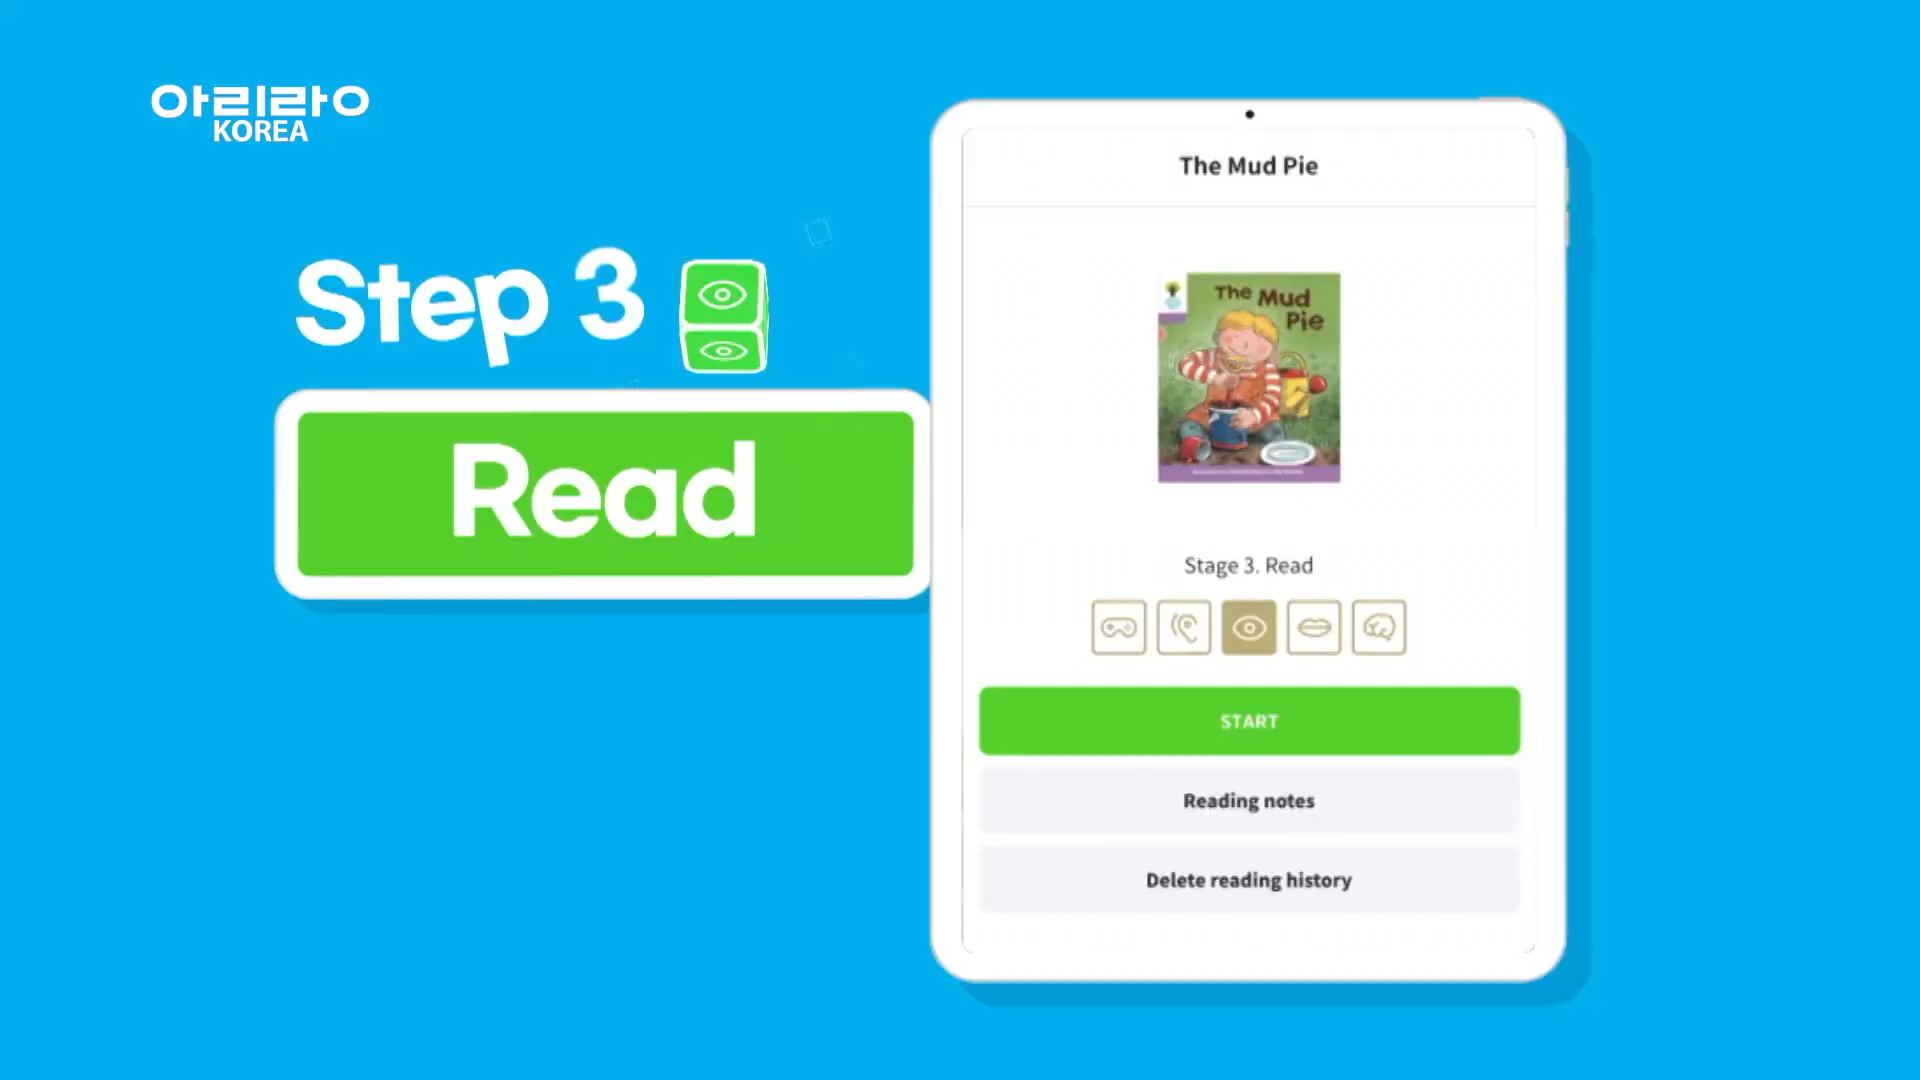 아리랑
KOREA
Step 3
Read
The Mud Pie
The Mud
Pie
Stage 3. Read
START
Reading notes
Delete reading history